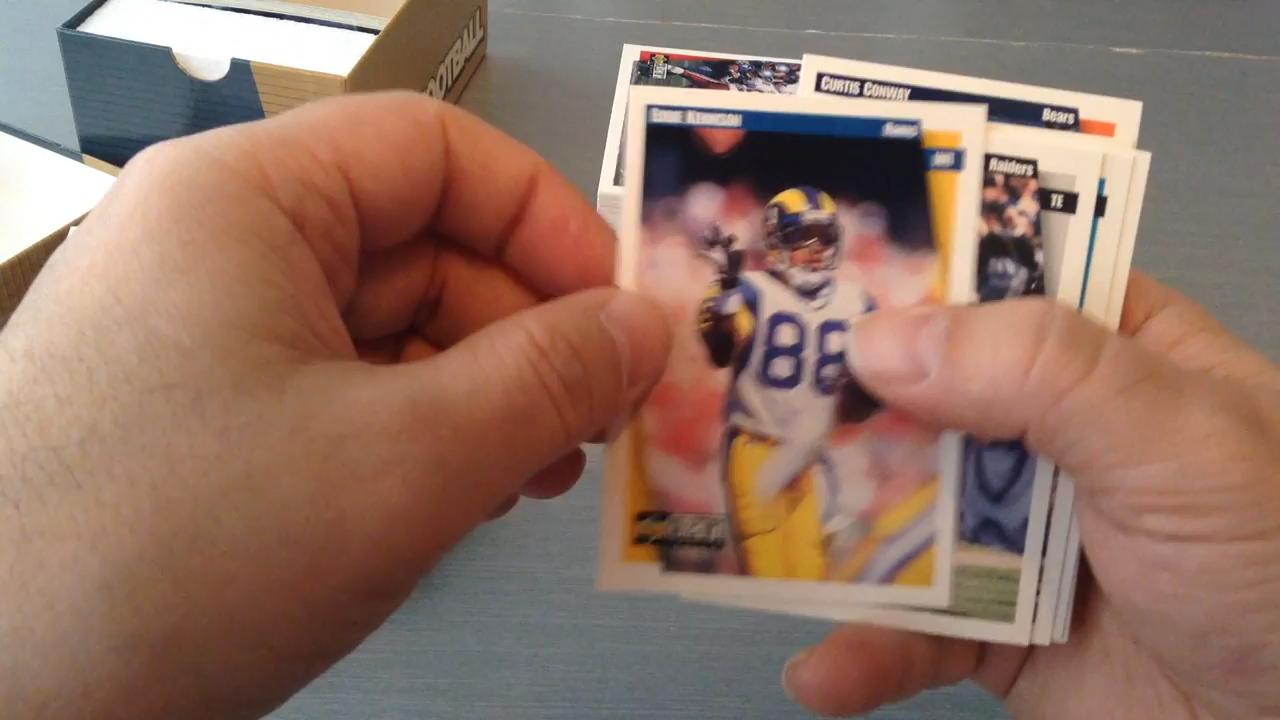 FOOTBALL
CURTIS CONWAY
Bears
EDDIE KENNISON
Rams
Raiders
TE
88